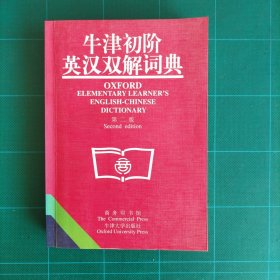 牛津初阶
英汉双解词典
OXFORD
ELEMENTARY LEARNER'S
ENGLISH-CHINESE
DICTIONARY
第二版
Second edition
商务印书馆
The Commercial Press
牛津大学出版社
Oxford University Press